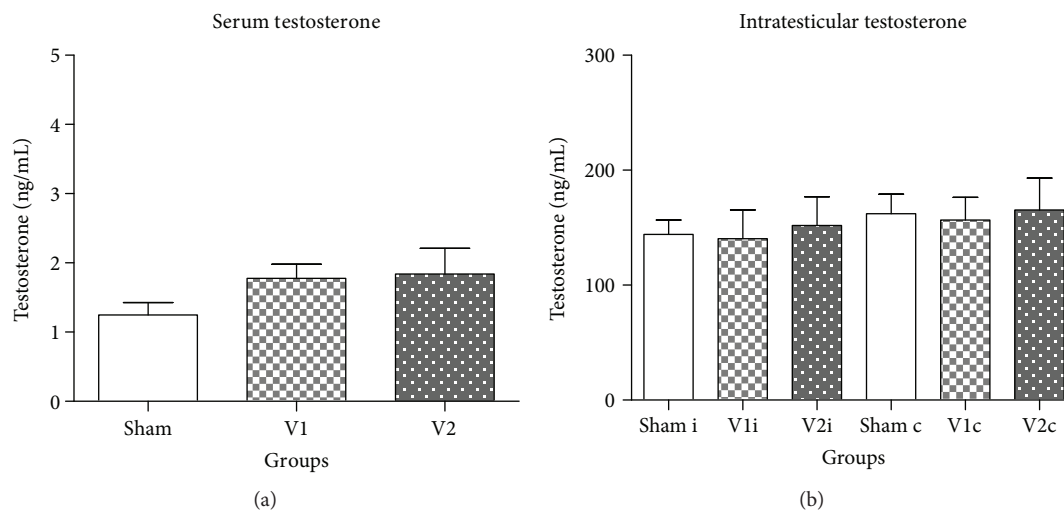 Serum testosterone
5
4
3
2
1
0
Testosterone (ng/mL)
Sham V1 V2
Groups
(a)
Intratesticular testosterone
300
200
100
0
Testosterone (ng/mL)
Sham i V1i V2i Sham c V1c V2c
Groups
(b)